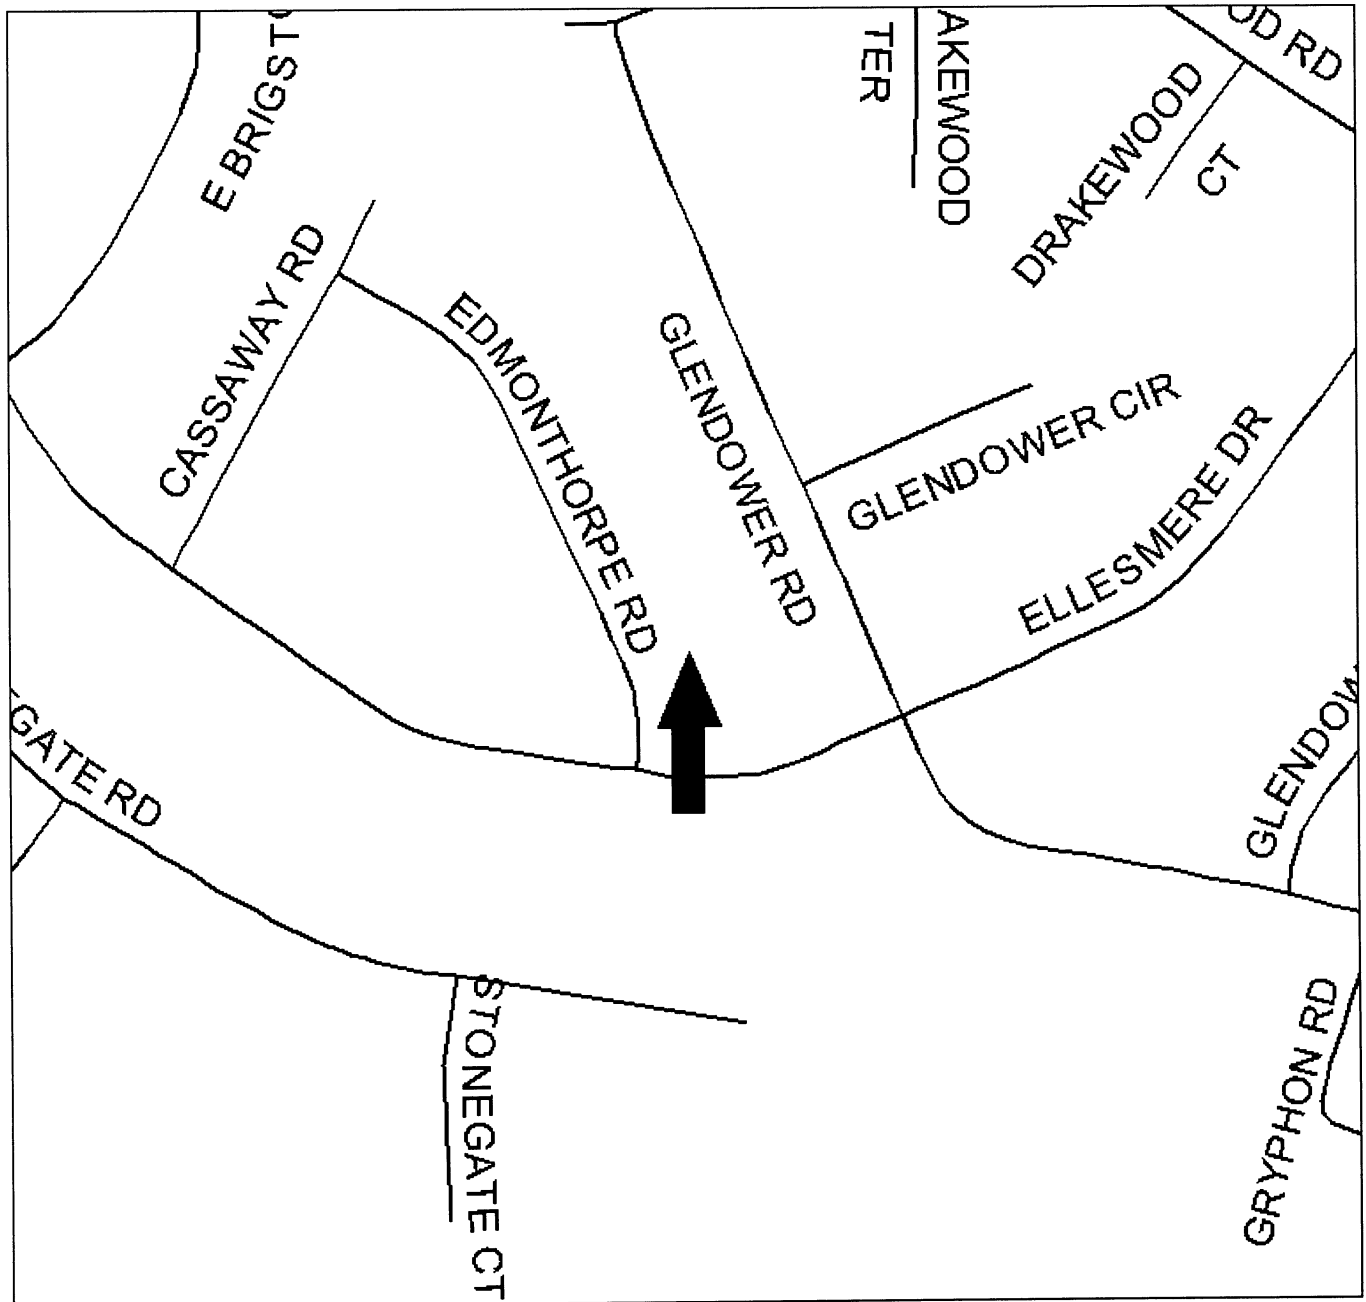 E BRIGST
TER
AKEWOOD
OD RD
DRAKEWOOD
CT
CASSAWAY RD
EDMONTHORPE RD
GLENDOWER RD
GLENDOWER CIR
ELLESMERE DR
GATE RD
GLENDOW
STONEGATE CT
GRYPHON RD